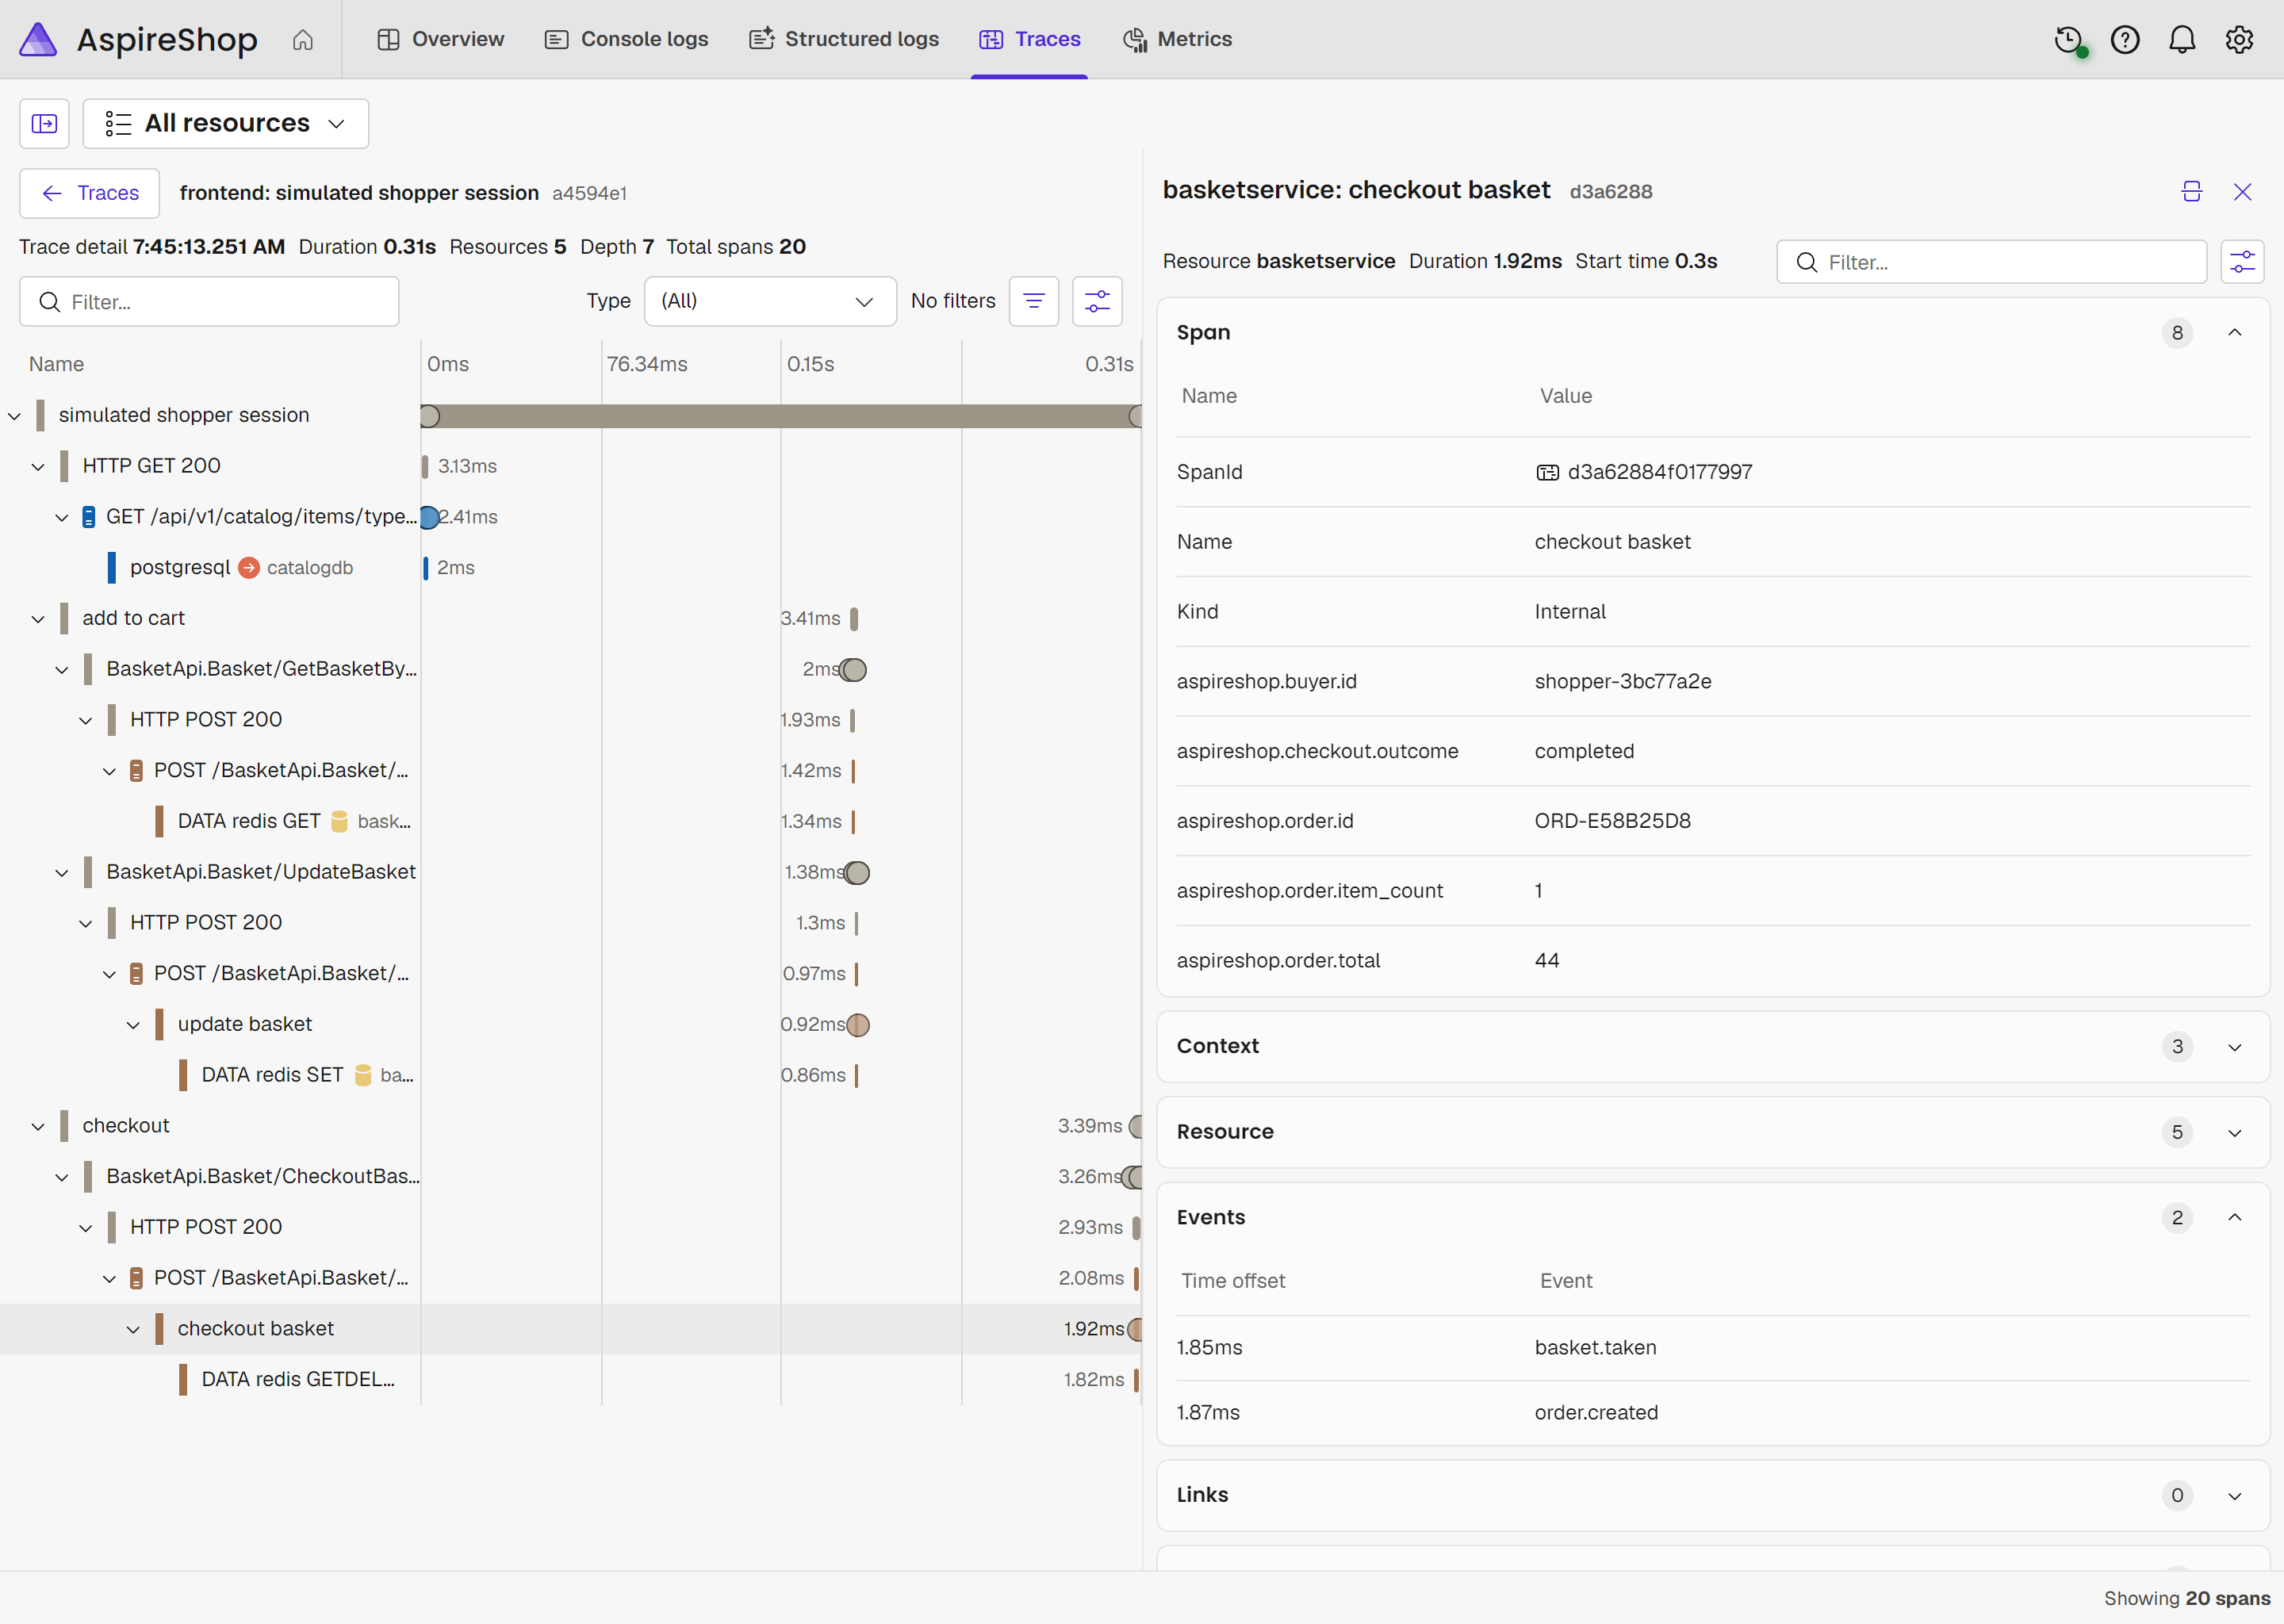 AspireShop
Overview
Console logs
Structured logs
Traces
Metrics
All resources
Traces
frontend: simulated shopper session a4594e1
Trace detail 7:45:13.251 AM Duration 0.31s Resources 5 Depth 7 Total spans 20
Filter...
Type
(All)
No filters
Name 0ms 76.34ms 0.15s 0.31s
simulated shopper session
HTTP GET 200 3.13ms
GET /api/v1/catalog/items/type... 2.41ms
postgresql catalogdb 2ms
add to cart 3.41ms
BasketApi.Basket/GetBasketBy... 2ms
HTTP POST 200 1.93ms
POST /BasketApi.Basket/... 1.42ms
DATA redis GET bask... 1.34ms
BasketApi.Basket/UpdateBasket 1.38ms
HTTP POST 200 1.3ms
POST /BasketApi.Basket/... 0.97ms
update basket 0.92ms
DATA redis SET ba... 0.86ms
checkout 3.39ms
BasketApi.Basket/CheckoutBas... 3.26ms
HTTP POST 200 2.93ms
POST /BasketApi.Basket/... 2.08ms
checkout basket 1.92ms
DATA redis GETDEL... 1.82ms
basketservice: checkout basket d3a6288
Resource basketservice Duration 1.92ms Start time 0.3s
Filter...
Span 8
Name Value
SpanId d3a62884f0177997
Name checkout basket
Kind Internal
aspireshop.buyer.id shopper-3bc77a2e
aspireshop.checkout.outcome completed
aspireshop.order.id ORD-E58B25D8
aspireshop.order.item_count 1
aspireshop.order.total 44
Context 3
Resource 5
Events 2
Time offset Event
1.85ms basket.taken
1.87ms order.created
Links 0
Showing 20 spans